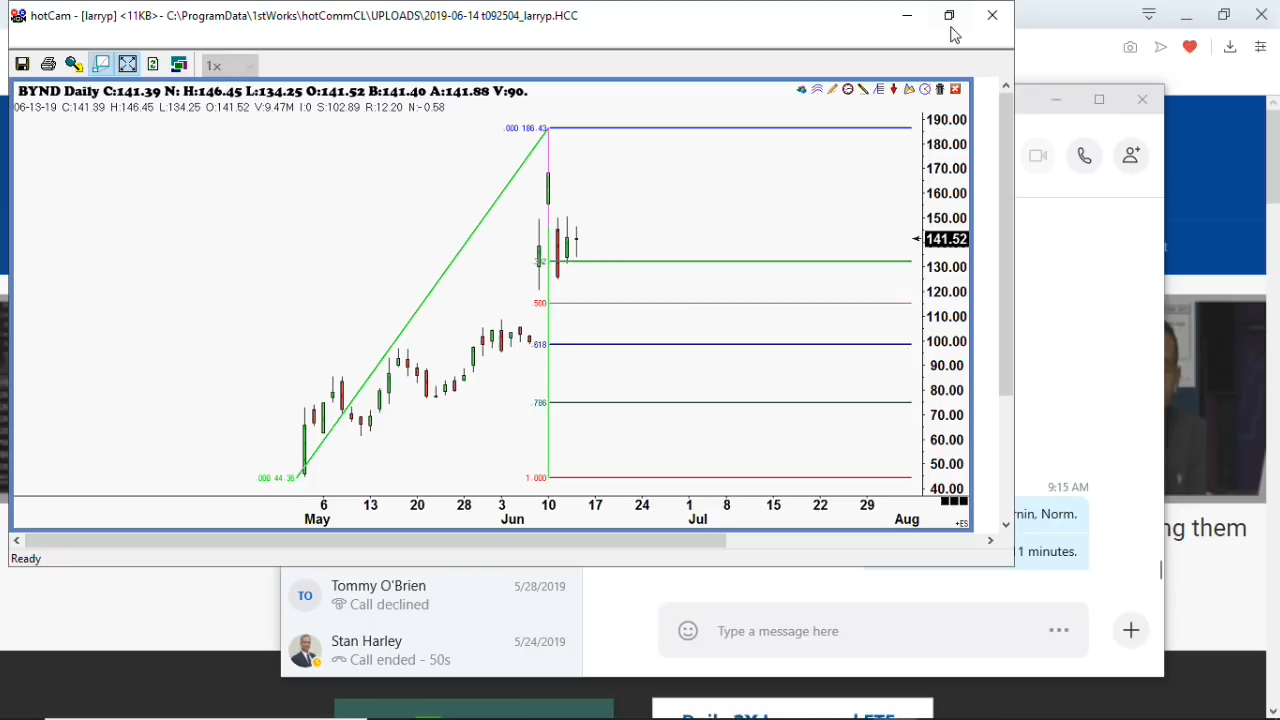 hotCam - [larryp] <11KB> - C:\ProgramData\1stWorks\hotCommCL\UPLOADS\2019-06-14 t092504_larryp.HCC
1x
BYND Daily C:141.39 N: H:146.45 L:134.25 O:141.52 B:141.40 A:141.88 V:90.
06-13-19 C:141.39 H:146.45 L:134.25 O:141.52 V:9.47M I:0 S:102.89 R:12.20 N-0.58
190.00
.000 186.43
180.00
170.00
160.00
150.00
141.52
130.00
120.00
.500
110.00
100.00
.618
90.00
80.00
.786
70.00
60.00
50.00
.000 44.36
1.000
40.00
6 13 20 28 3 10 17 24 1 8 15 22 29
May Jun Jul Aug
+ES
Ready
9:15 AM
nin, Norm.
1 minutes.
ng them
TO
Tommy O'Brien 5/28/2019
Call declined
Stan Harley 5/24/2019
Call ended - 50s
Type a message here